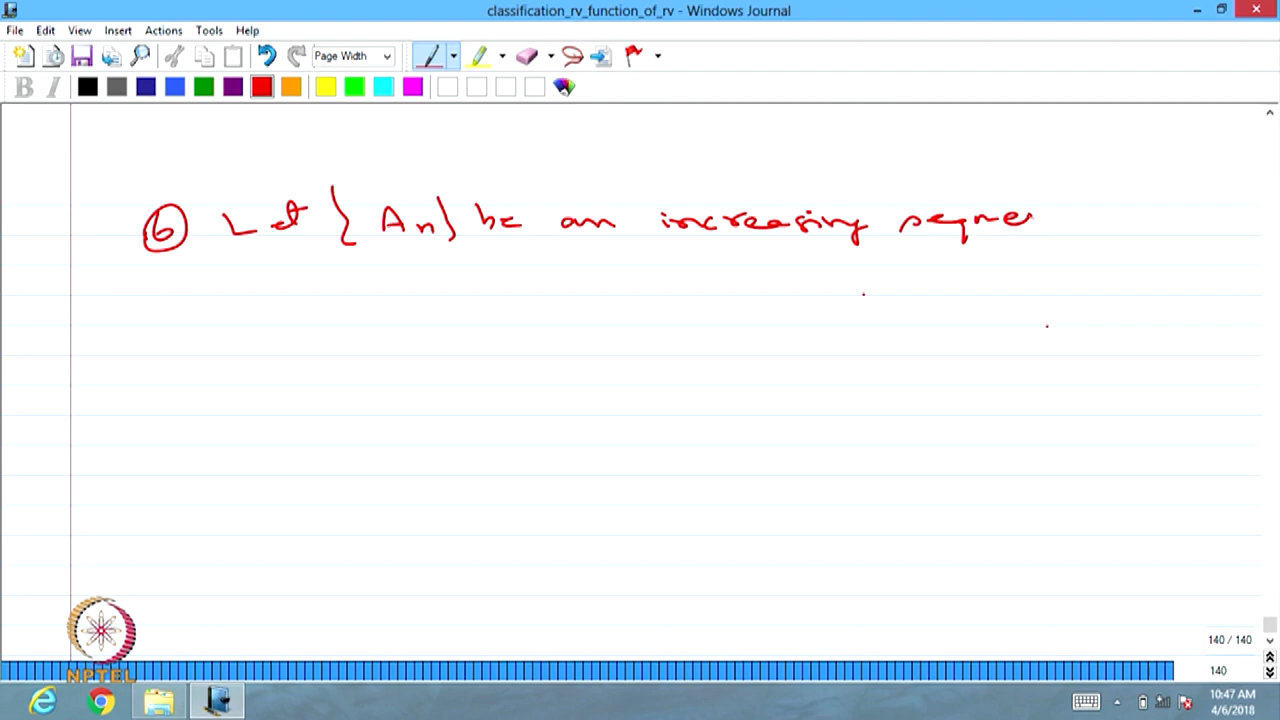 classification_rv_function_of_rv - Windows Journal
File Edit View Insert Actions Tools Help
Page Width
B I
⑥ Let {An} be an increasing seque
140 / 140
140
NPTEL
10:47 AM
4/6/2018